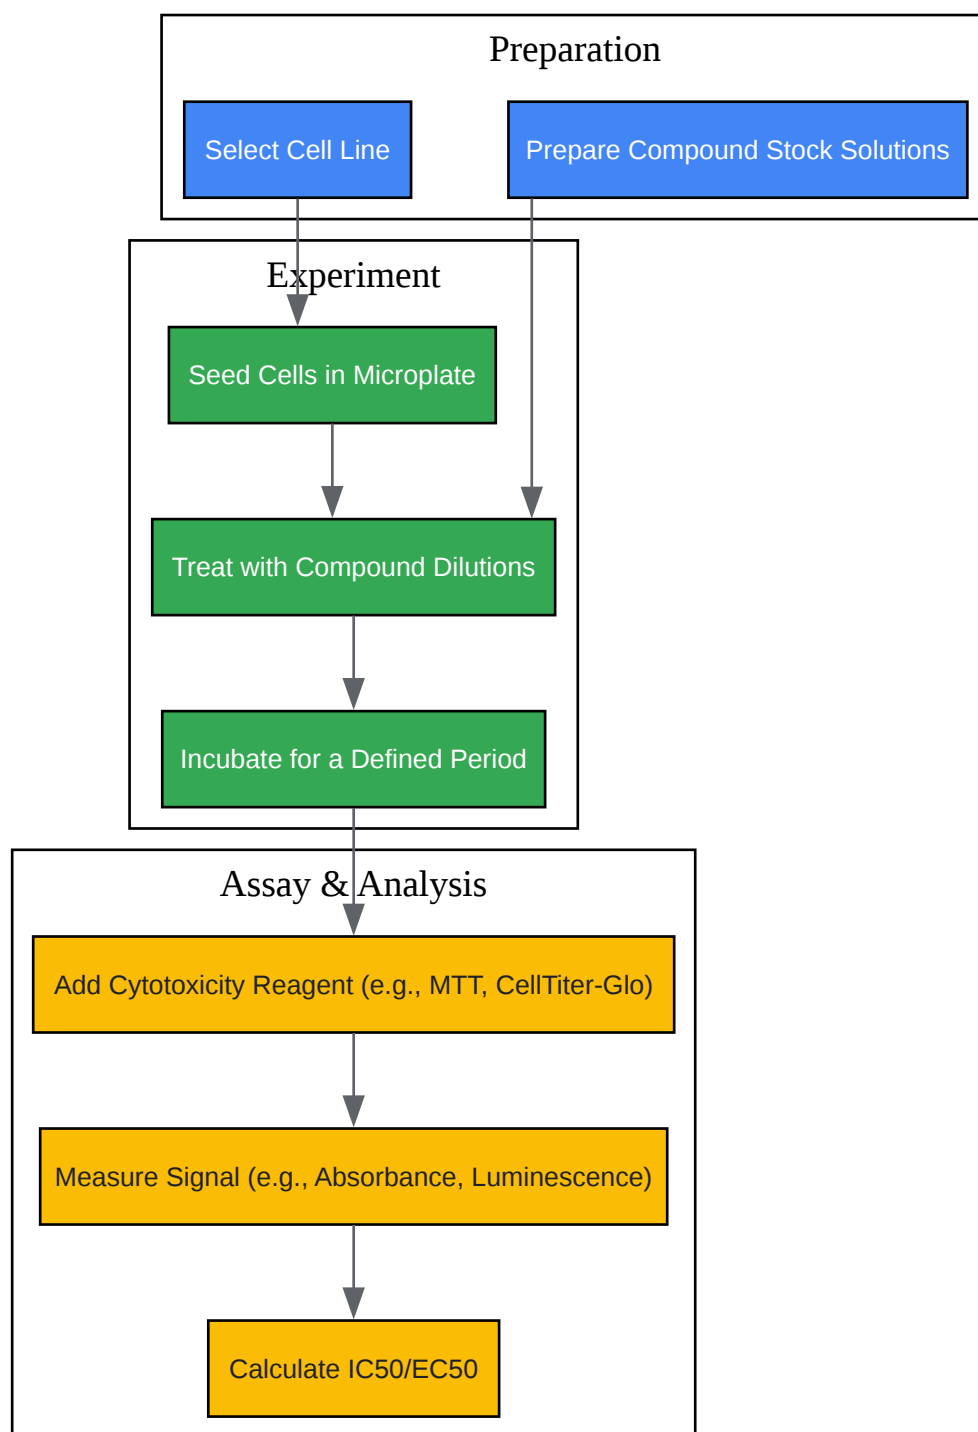 Preparation
Select Cell Line
Prepare Compound Stock Solutions
Experiment
Seed Cells in Microplate
Treat with Compound Dilutions
Incubate for a Defined Period
Assay & Analysis
Add Cytotoxicity Reagent (e.g., MTT, CellTiter-Glo)
Measure Signal (e.g., Absorbance, Luminescence)
Calculate IC50/EC50